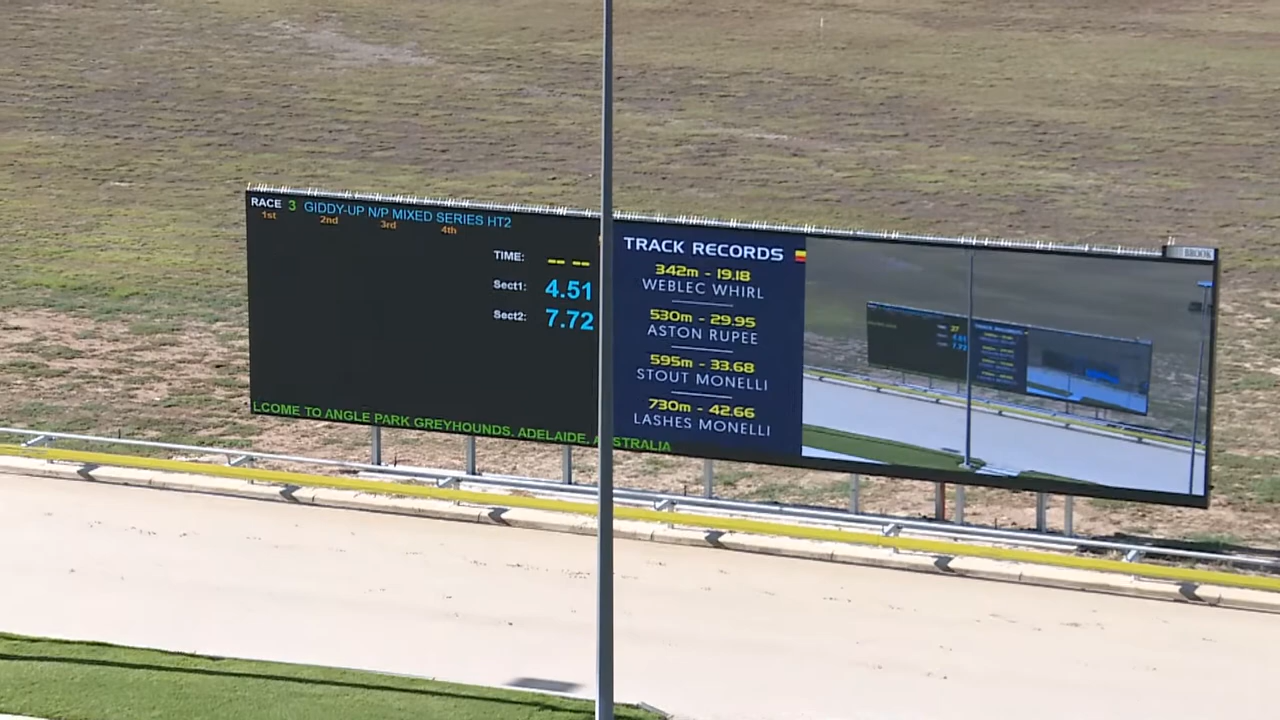 RACE 3 GIDDY-UP N/P MIXED SERIES HT2
1st 2nd 3rd 4th
TIME: -- --
Sect1: 4.51
Sect2: 7.72
LCOME TO ANGLE PARK GREYHOUNDS, ADELAIDE, A STRALIA
TRACK RECORDS
342m - 19.18
WEBLEC WHIRL
530m - 29.95
ASTON RUPEE
595m - 33.68
STOUT MONELLI
730m - 42.66
LASHES MONELLI